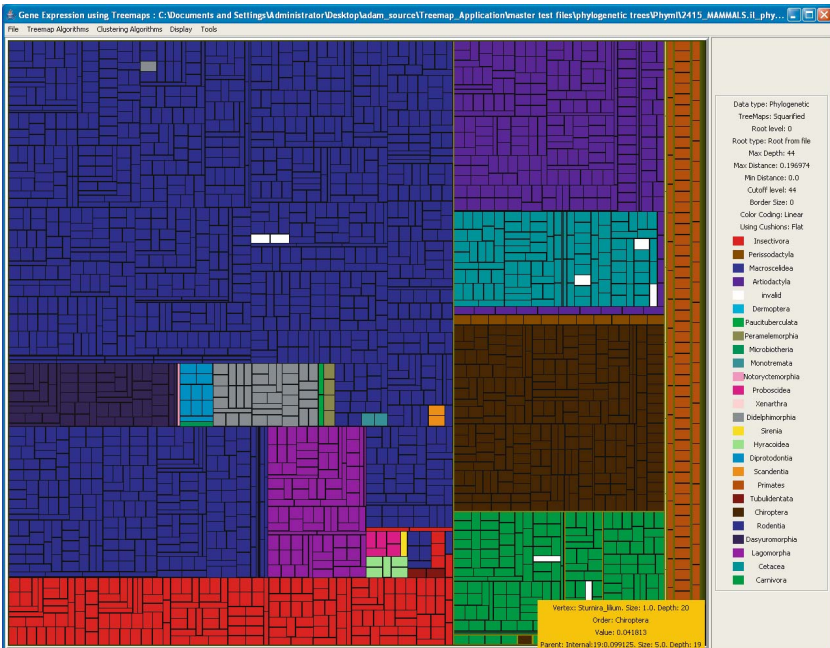 Gene Expression using Treemaps : C:\Documents and Settings\Administrator\Desktop\adam_source\Treemap_Application\master test files\phylogenetic trees\Phyml\2415_MAMMALS.il_phy...
File Treemap Algorithms Clustering Algorithms Display Tools
Data type: Phylogenetic
TreeMaps: Squarified
Root level: 0
Root type: Root from file
Max Depth: 44
Max Distance: 0.196974
Min Distance: 0.0
Cutoff level: 44
Border Size: 0
Color Coding: Linear
Using Cushions: Flat
Insectivora
Perissodactyla
Macroscelidea
Artiodactyla
invalid
Dermoptera
Paucituberculata
Peramelemorphia
Microbiotheria
Monotremata
Notoryctemorphia
Proboscidea
Xenarthra
Didelphimorphia
Sirenia
Hyracoidea
Diprotodontia
Scandentia
Primates
Tubulidentata
Chiroptera
Rodentia
Dasyuromorphia
Lagomorpha
Cetacea
Carnivora
Vertex: Sturnira_lilium. Size: 1.0. Depth: 20
Order: Chiroptera
Value: 0.041813
Parent: Internal:19:0.099125. Size: 5.0. Depth: 19